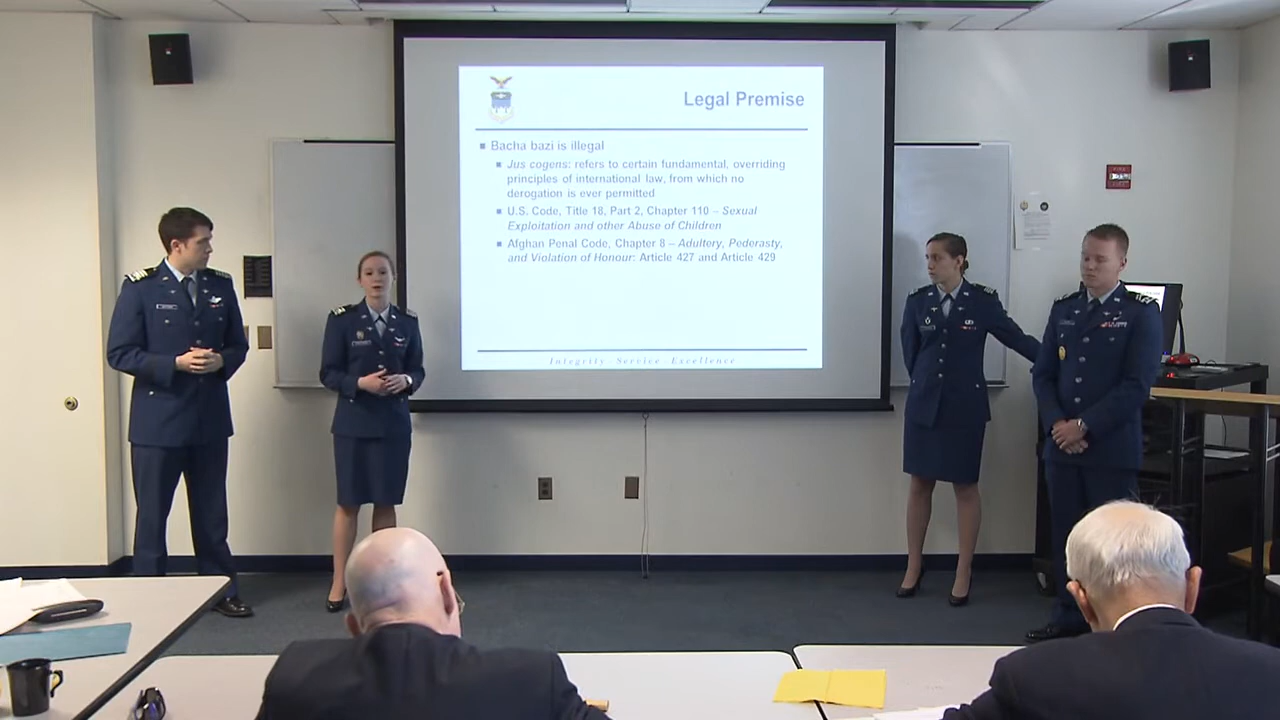 Legal Premise
Bacha bazi is illegal
Jus cogens: refers to certain fundamental, overriding
principles of international law, from which no
derogation is ever permitted
U.S. Code, Title 18, Part 2, Chapter 110 – Sexual
Exploitation and other Abuse of Children
Afghan Penal Code, Chapter 8 – Adultery, Pederasty,
and Violation of Honour: Article 427 and Article 429
Integrity - Service - Excellence